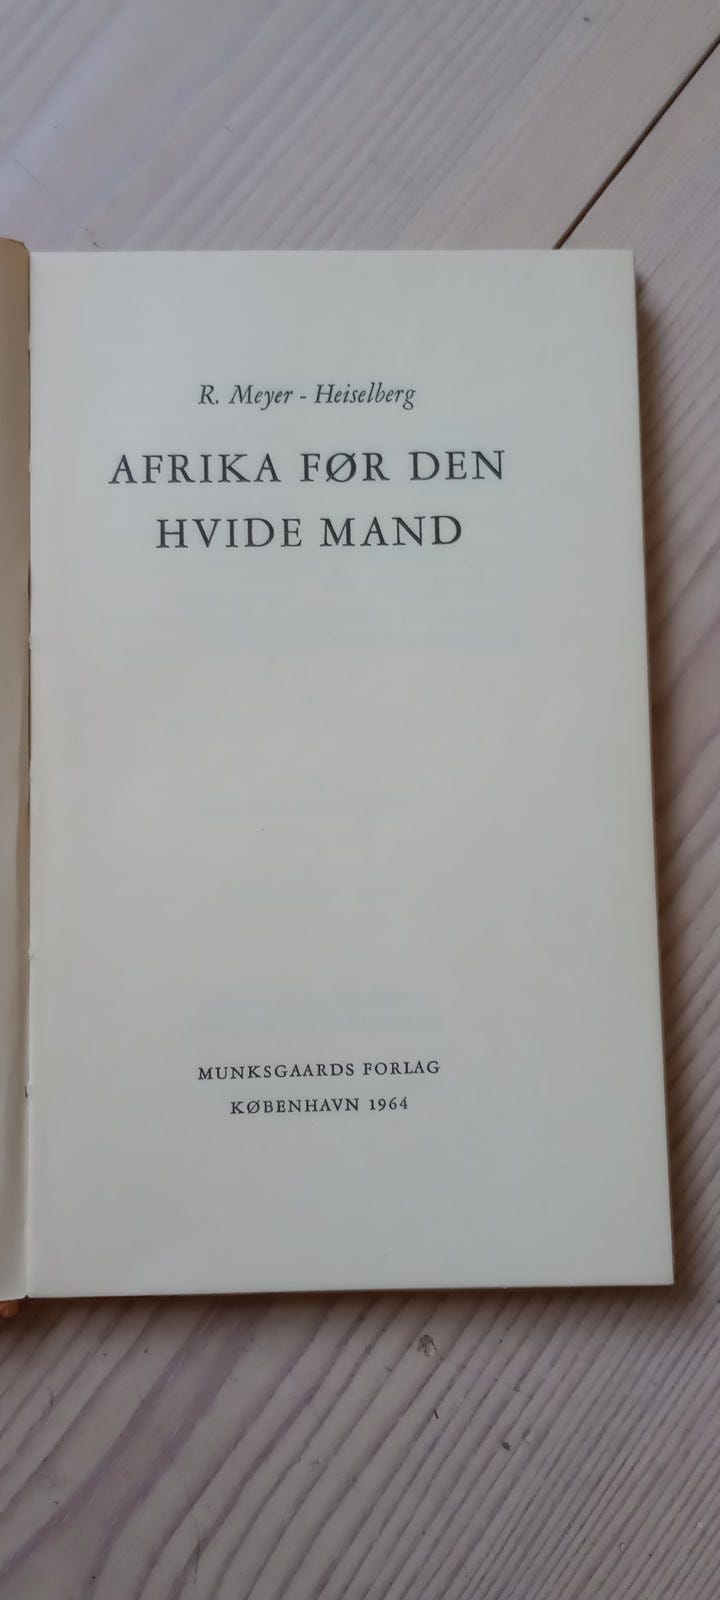 R. Meyer - Heiselberg
AFRIKA FØR DEN
HVIDE MAND
MUNKSGAARDS FORLAG
KØBENHAVN 1964